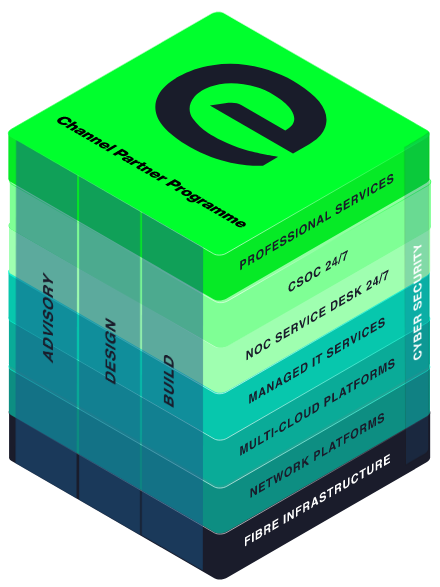 e
Channel Partner Programme
PROFESSIONAL SERVICES
CSOC 24/7
NOC SERVICE DESK 24/7
MANAGED IT SERVICES
MULTI-CLOUD PLATFORMS
NETWORK PLATFORMS
FIBRE INFRASTRUCTURE
ADVISORY
DESIGN
BUILD
CYBER SECURITY